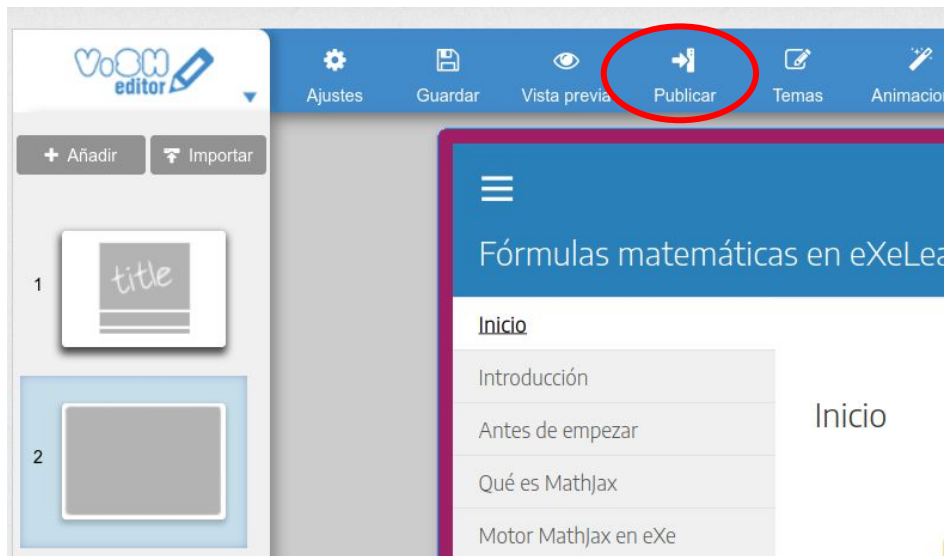 ViSH
editor
Ajustes
Guardar
Vista previa
Publicar
Temas
Animacion
Añadir
Importar
1
title
2
Fórmulas matemáticas en eXeLea
Inicio
Introducción
Antes de empezar
Qué es MathJax
Motor MathJax en eXe
Inicio